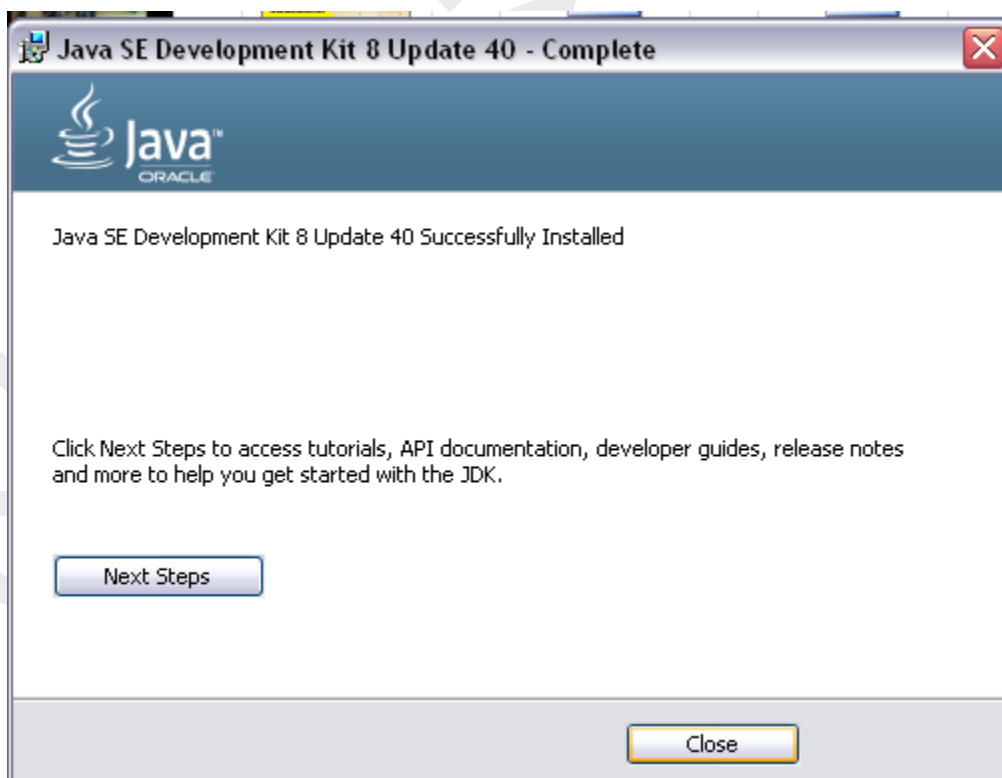 Java SE Development Kit 8 Update 40 - Complete
Java™
ORACLE
Java SE Development Kit 8 Update 40 Successfully Installed
Click Next Steps to access tutorials, API documentation, developer guides, release notes
and more to help you get started with the JDK.
Next Steps
Close